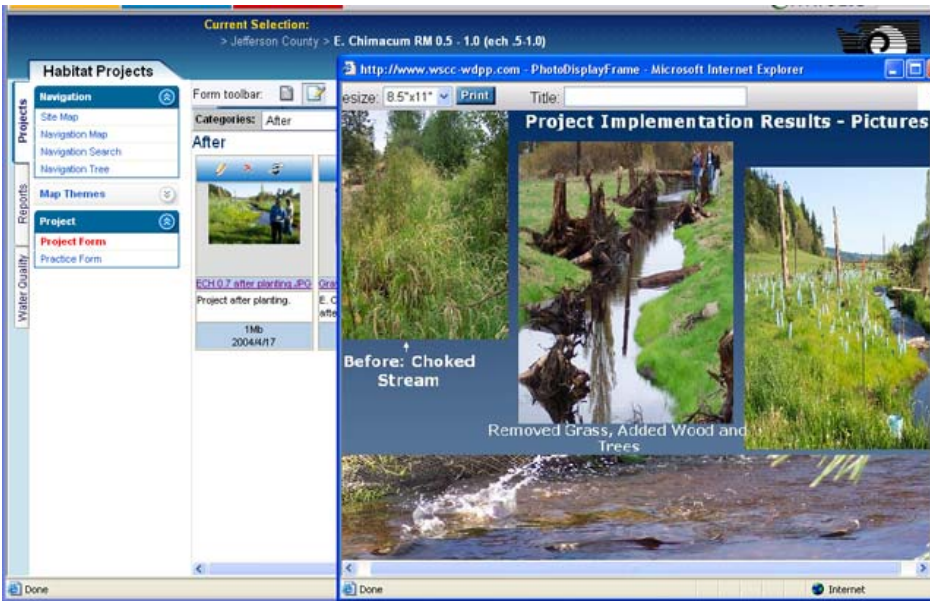 Current Selection:
> Jefferson County > E. Chimacum RM 0.5 - 1.0 (ech .5-1.0)
Habitat Projects
Projects
Reports
Water Quality
Navigation
Site Map
Navigation Map
Navigation Search
Navigation Tree
Map Themes
Project
Project Form
Practice Form
Form toolbar:
Categories: After
After
ECH 0.7 after planting.JPG
Project after planting.
1Mb
2004/4/17
E. C
http://www.wscc-wdpp.com - PhotoDisplayFrame - Microsoft Internet Explorer
esize: 8.5"x11" Print Title:
Project Implementation Results - Pictures
Before: Choked
Stream
Removed Grass, Added Wood and
Trees
Done
Done
Internet